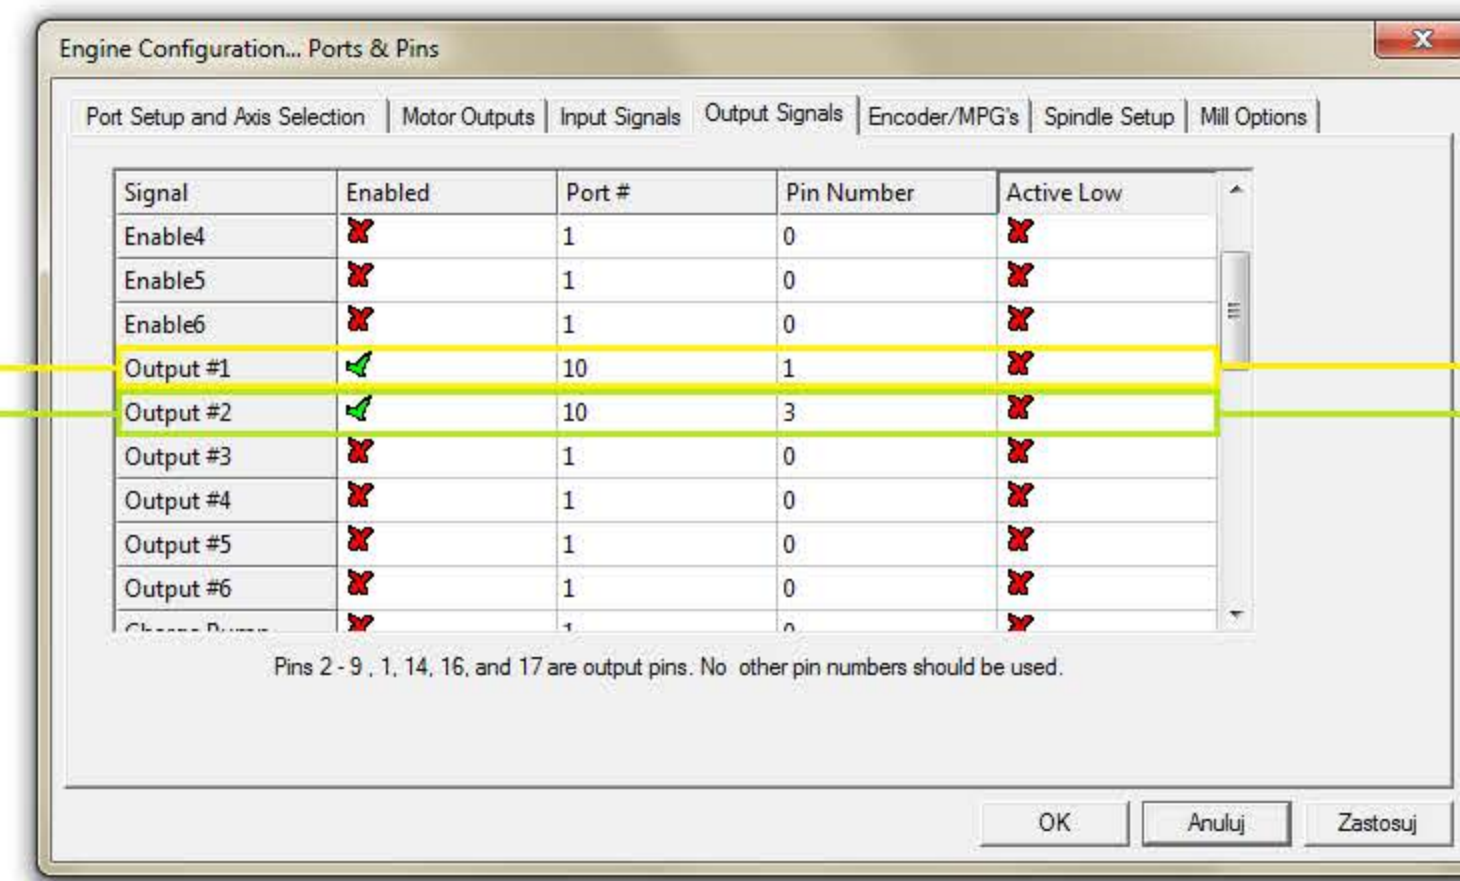 Engine Configuration... Ports & Pins
Port Setup and Axis Selection Motor Outputs Input Signals Output Signals Encoder/MPG's Spindle Setup Mill Options
Signal Enabled Port # Pin Number Active Low
Enable4 1 0
Enable5 1 0
Enable6 1 0
Output #1 10 1
Output #2 10 3
Output #3 1 0
Output #4 1 0
Output #5 1 0
Output #6 1 0
Pins 2 - 9 , 1, 14, 16, and 17 are output pins. No other pin numbers should be used.
OK Anuluj Zastosuj